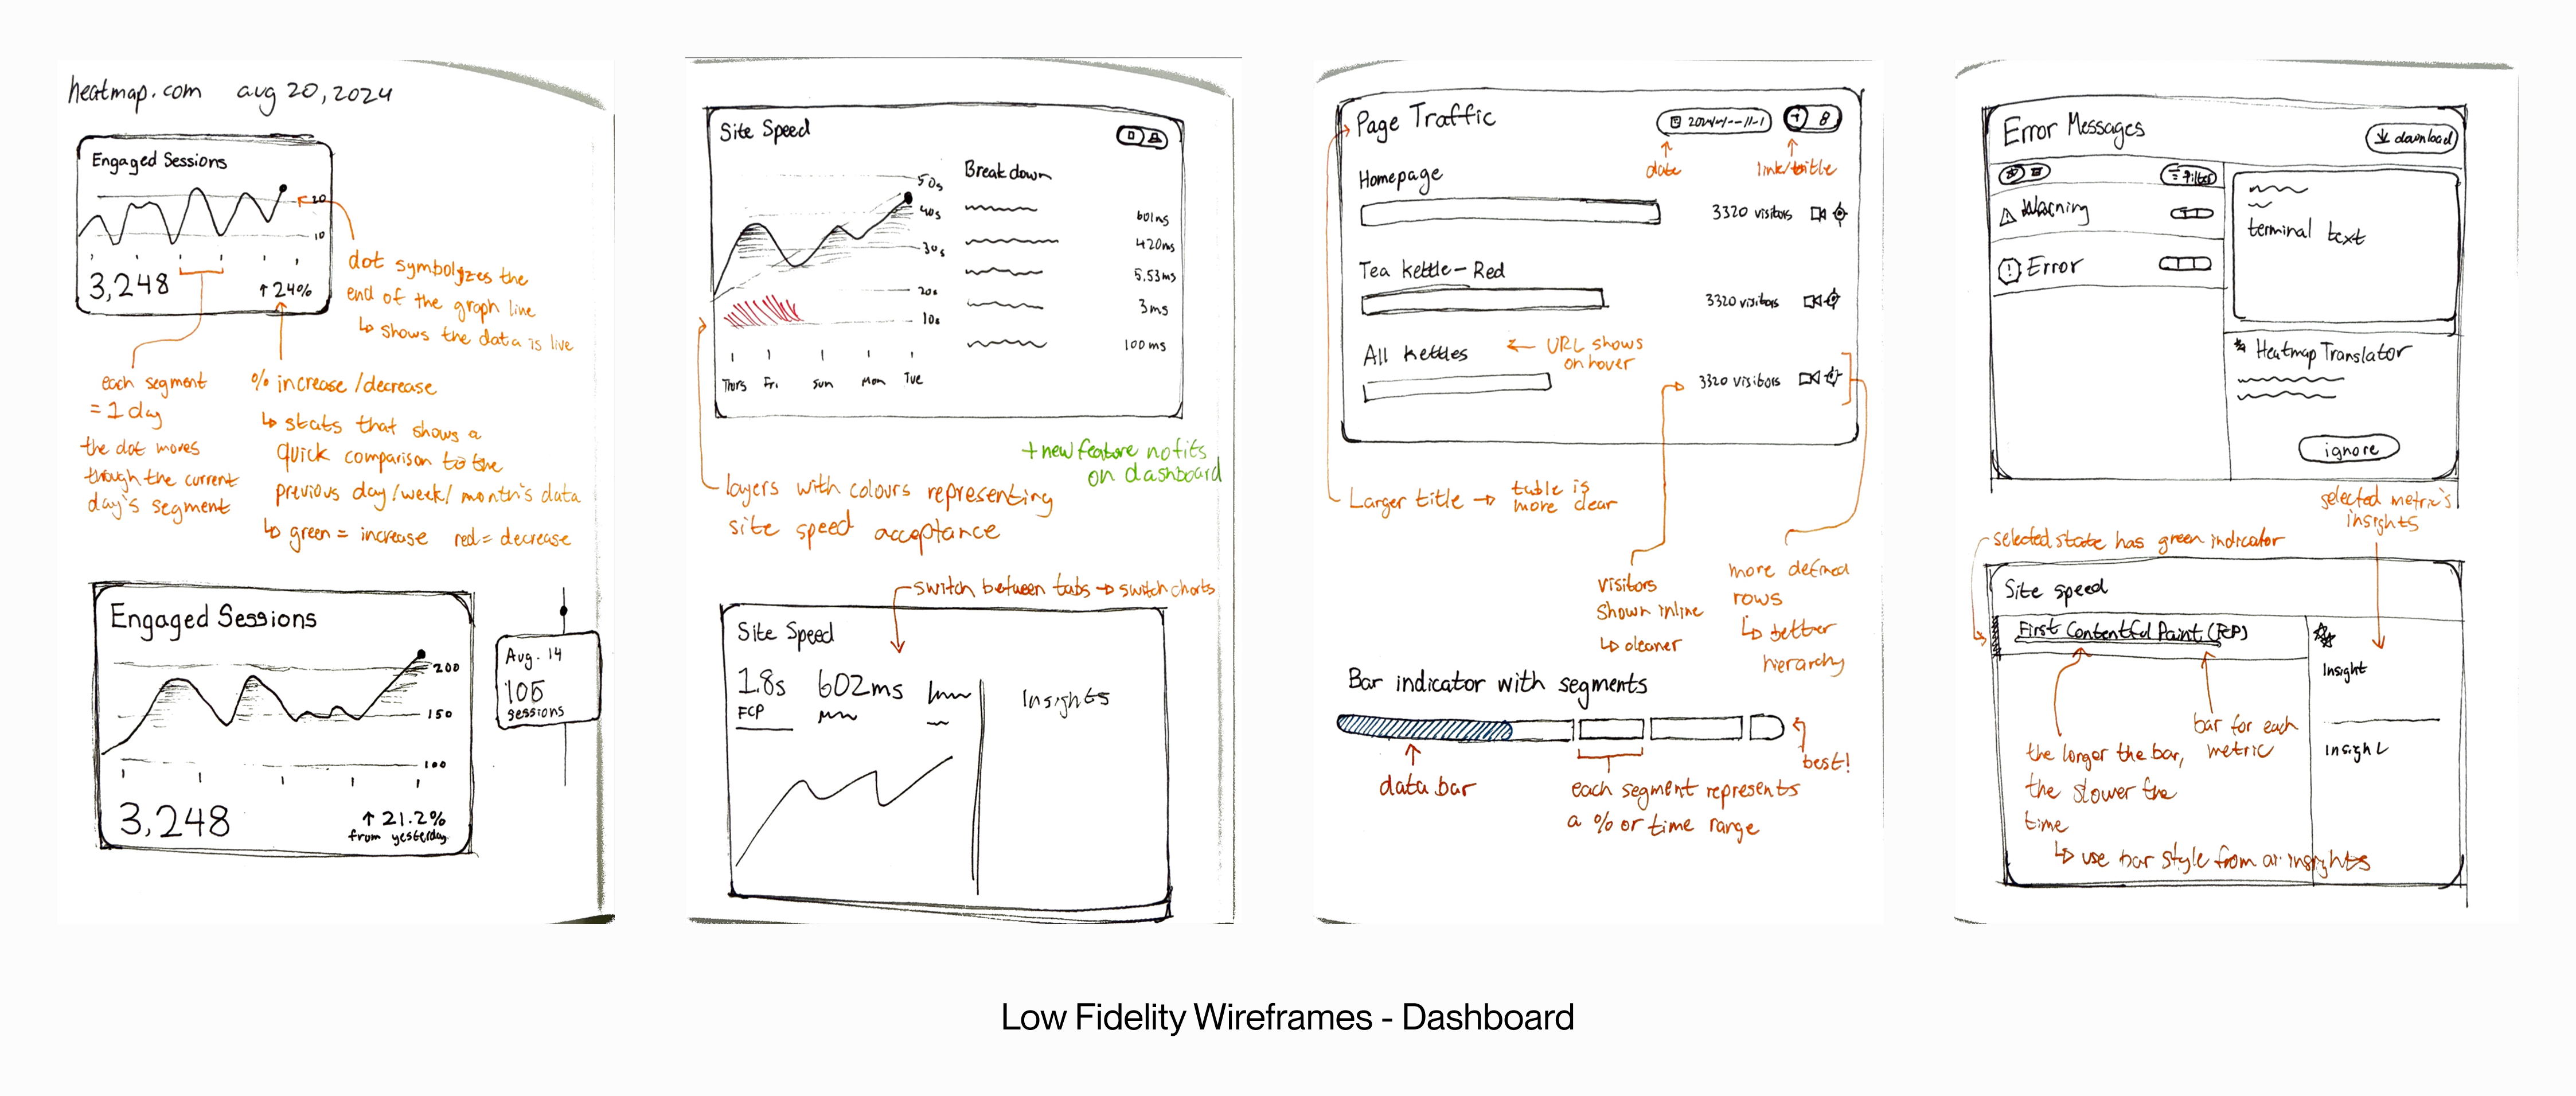 heatmap.com aug 20, 2024
Engaged Sessions
20
10
3,248
↑ 24%
dot symbolyzes the
end of the graph line
↳ shows the data is live
each segment
= 1 day
the dot moves
through the current
day's segment
% increase / decrease
↳ stats that shows a
quick comparison to the
previous day / week / month's data
↳ green = increase red = decrease
Engaged Sessions
200
150
100
3,248
↑ 21.2%
from yesterday
Avg. 14
105
sessions
Site Speed
50s
40s
30s
20s
10s
Thurs Fri Sun Mon Tue
Breakdown
601ms
420ms
5.53ms
3ms
100ms
+ new feature notifs
on dashboard
layers with colours representing
site speed acceptance
switch between tabs → switch charts
Site Speed
1.8s
FCP
602ms
Insights
Page Traffic
date
link/title
Homepage
3320 visitors
Tea kettle - Red
3320 visitors
All kettles
← URL shows
on hover
3320 visitors
Larger title → table is
more clear
visitors
shown inline
↳ cleaner
more defined
rows
↳ better
hierarchy
Bar indicator with segments
data bar
each segment represents
a % or time range
best!
Error Messages
download
Filter
Warning
Error
terminal text
Heatmap Translator
ignore
selected metric's
insights
selected state has green indicator
Site speed
First Contentful Paint (FCP)
Insight
Insight
the longer the bar,
the slower the
time
↳ use bar style from ai insights
bar for each
metric
Low Fidelity Wireframes - Dashboard